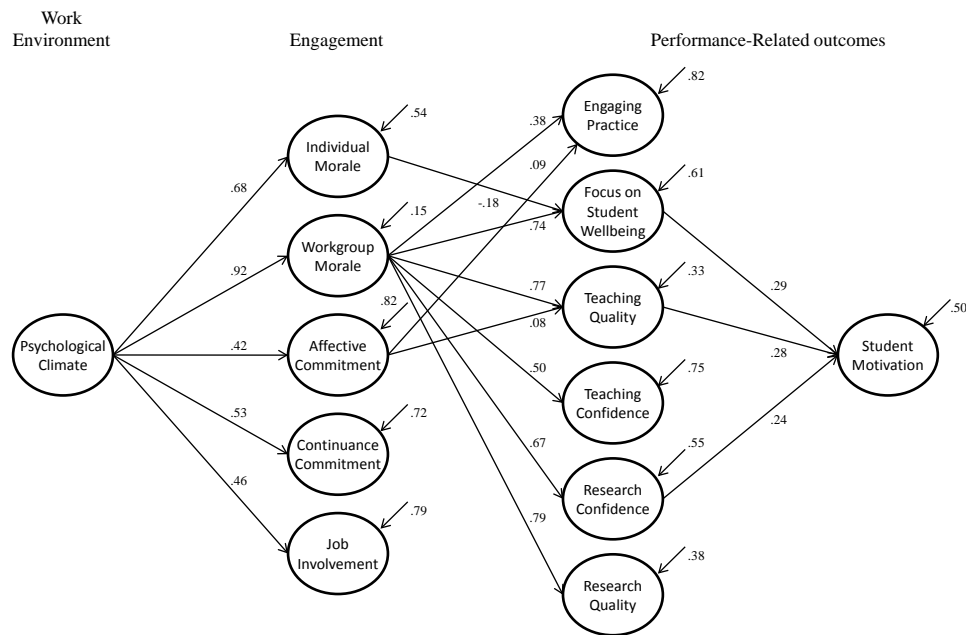 Work
Environment
Engagement
Performance-Related outcomes
Psychological
Climate
.68
.92
.42
.53
.46
Individual
Morale
.54
Workgroup
Morale
.15
Affective
Commitment
.82
Continuance
Commitment
.72
Job
Involvement
.79
.38
.09
-.18
.74
.77
.08
.50
.67
.79
Engaging
Practice
.82
Focus on
Student
Wellbeing
.61
Teaching
Quality
.33
Teaching
Confidence
.75
Research
Confidence
.55
Research
Quality
.38
.29
.28
.24
Student
Motivation
.50